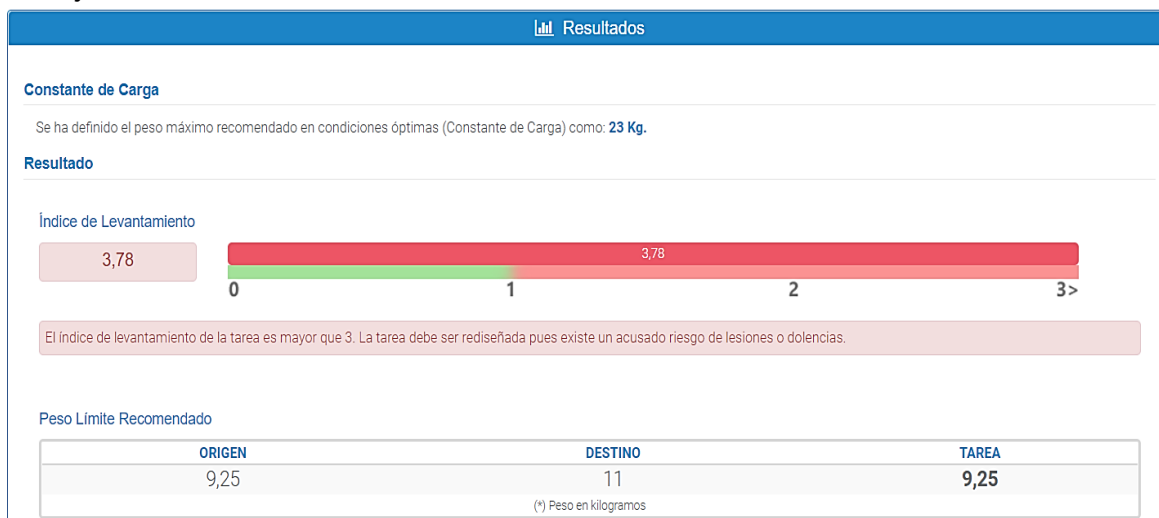 Resultados
Constante de Carga
Se ha definido el peso máximo recomendado en condiciones óptimas (Constante de Carga) como: 23 Kg.
Resultado
Índice de Levantamiento
3,78
3,78
0 1 2 3>
El índice de levantamiento de la tarea es mayor que 3. La tarea debe ser rediseñada pues existe un acusado riesgo de lesiones o dolencias.
Peso Límite Recomendado
ORIGEN DESTINO TAREA
9,25 11 9,25
(*) Peso en kilogramos